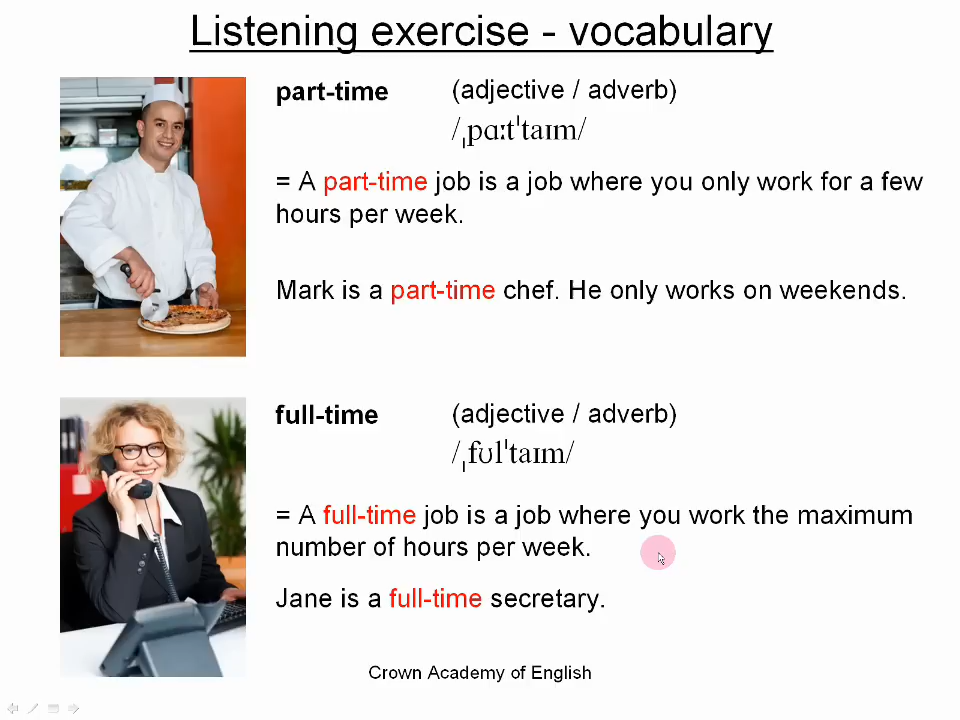 Listening exercise - vocabulary
part-time (adjective / adverb)
/ˌpɑːtˈtaɪm/
= A part-time job is a job where you only work for a few
hours per week.
Mark is a part-time chef. He only works on weekends.
full-time (adjective / adverb)
/ˌfʊlˈtaɪm/
= A full-time job is a job where you work the maximum
number of hours per week.
Jane is a full-time secretary.
Crown Academy of English